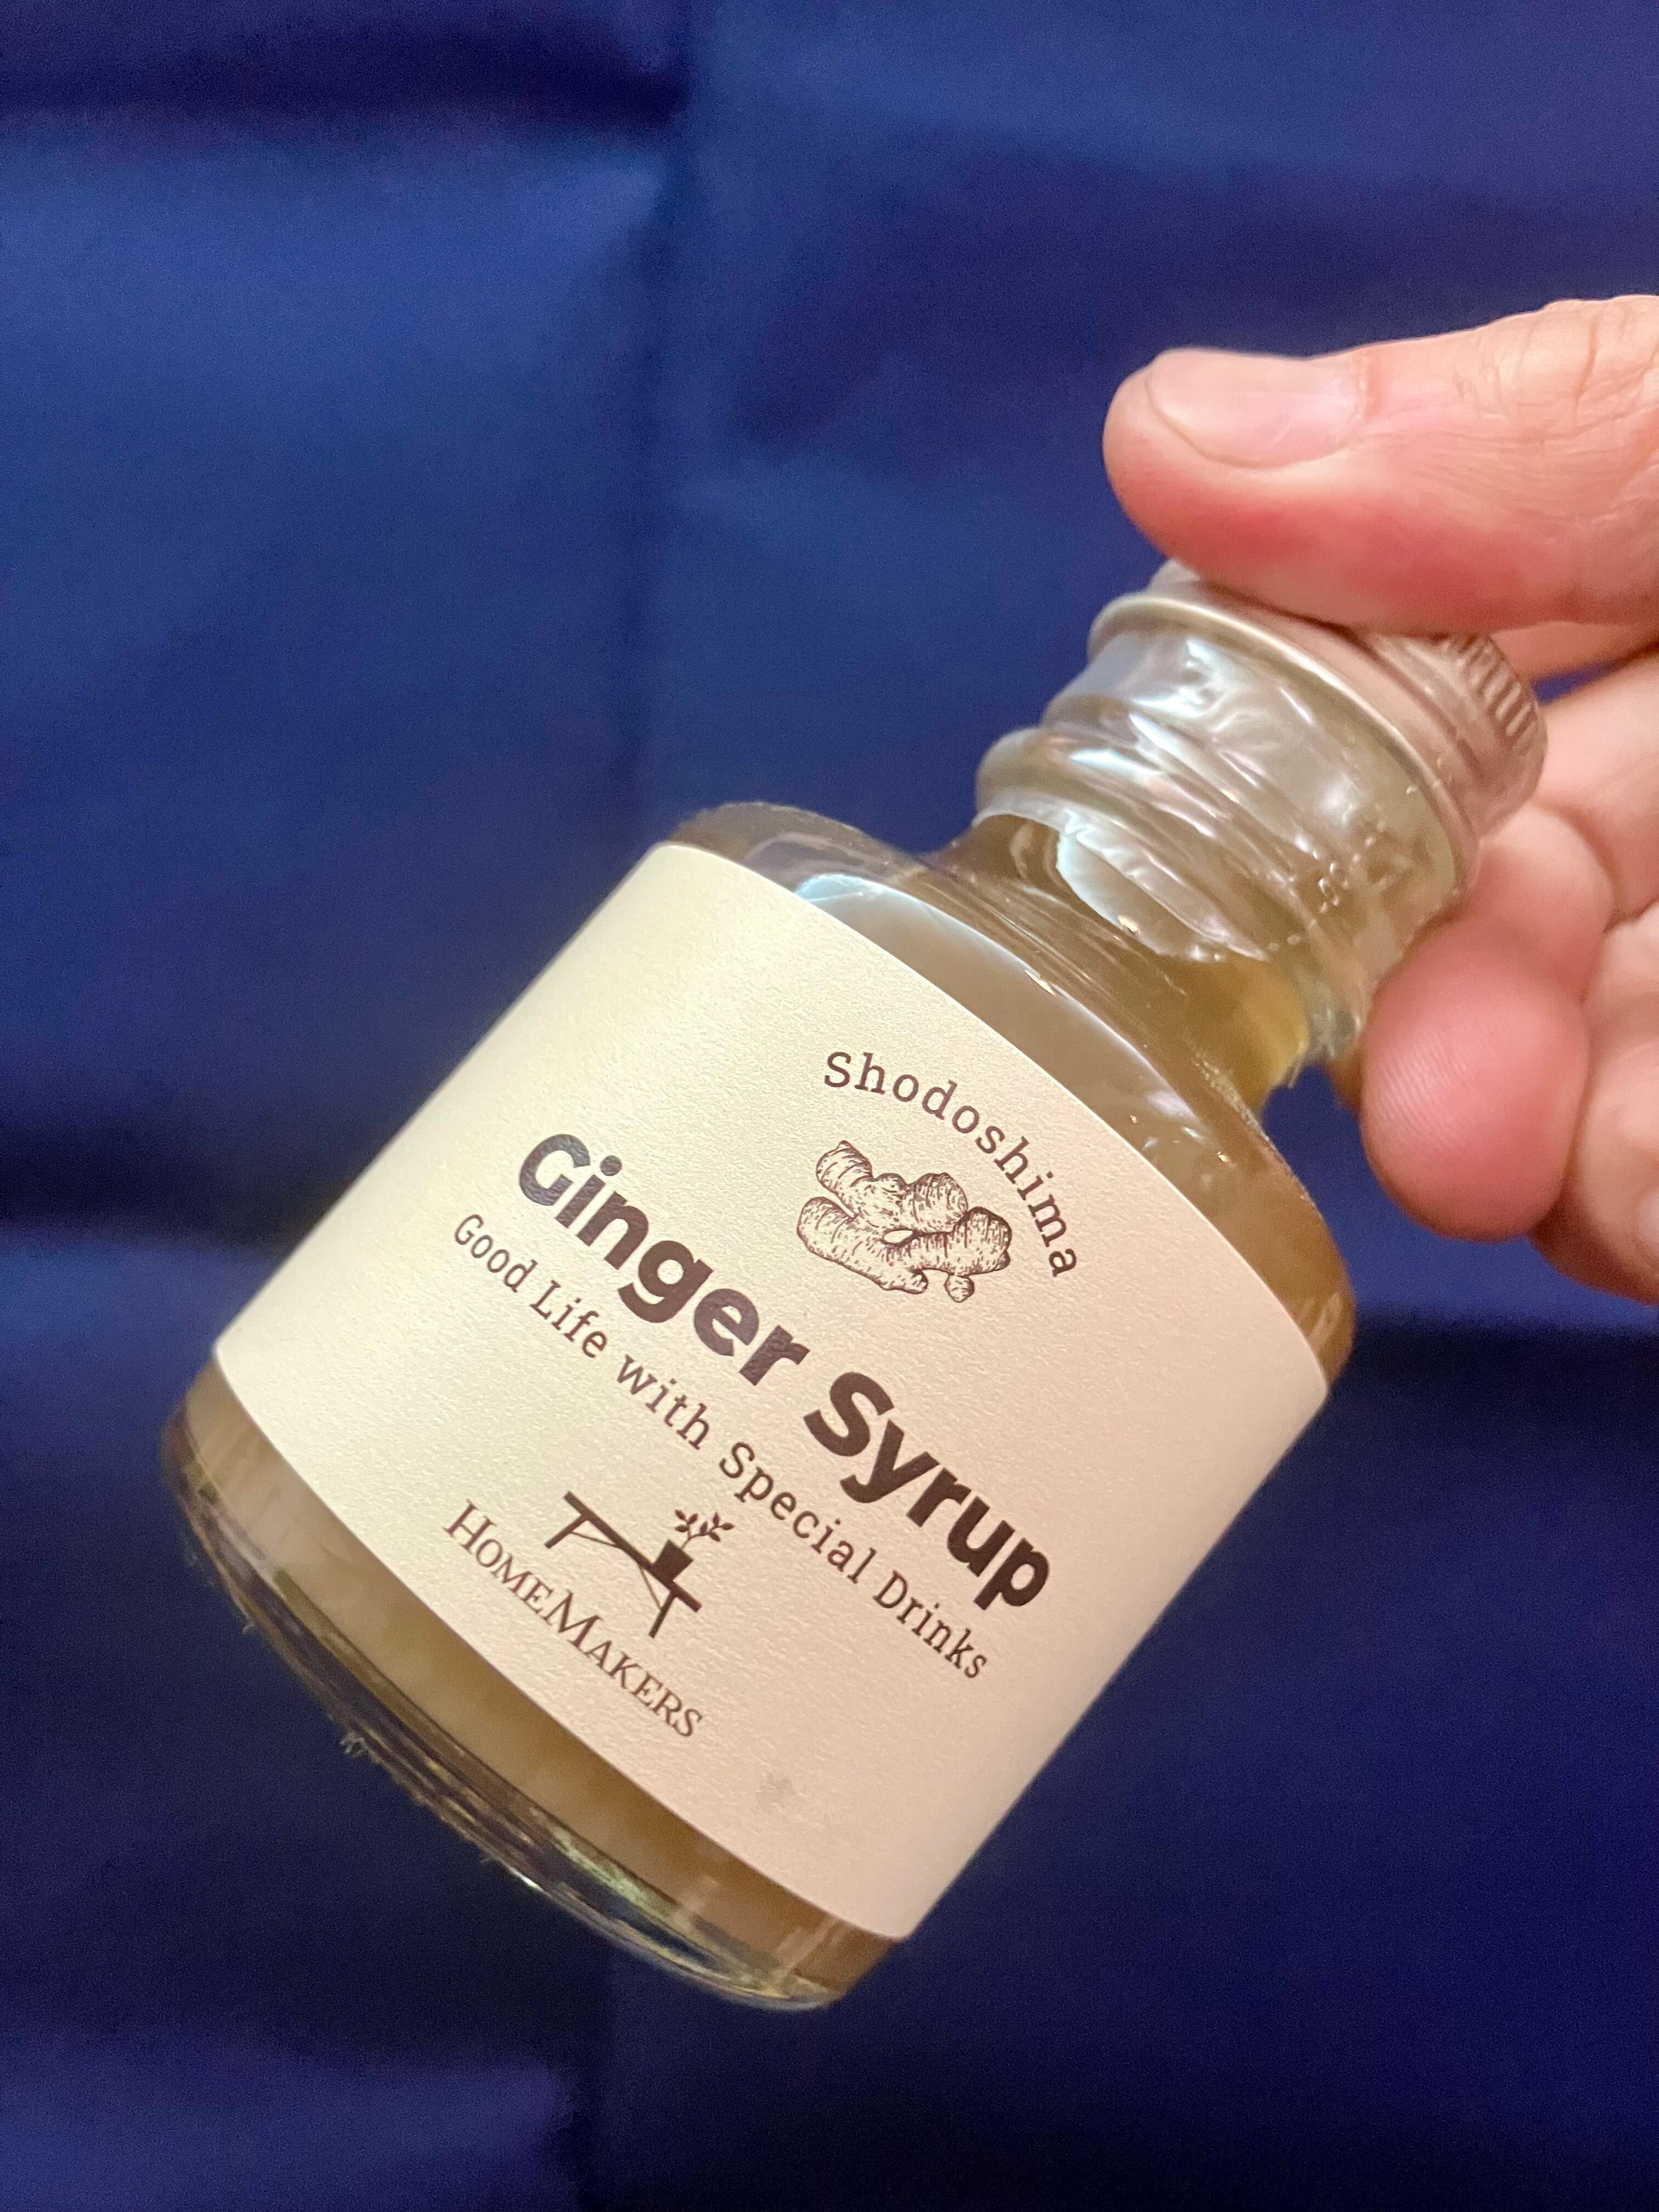 Shodoshima
Ginger Syrup
Good Life with Special Drinks
HOMEMAKERS